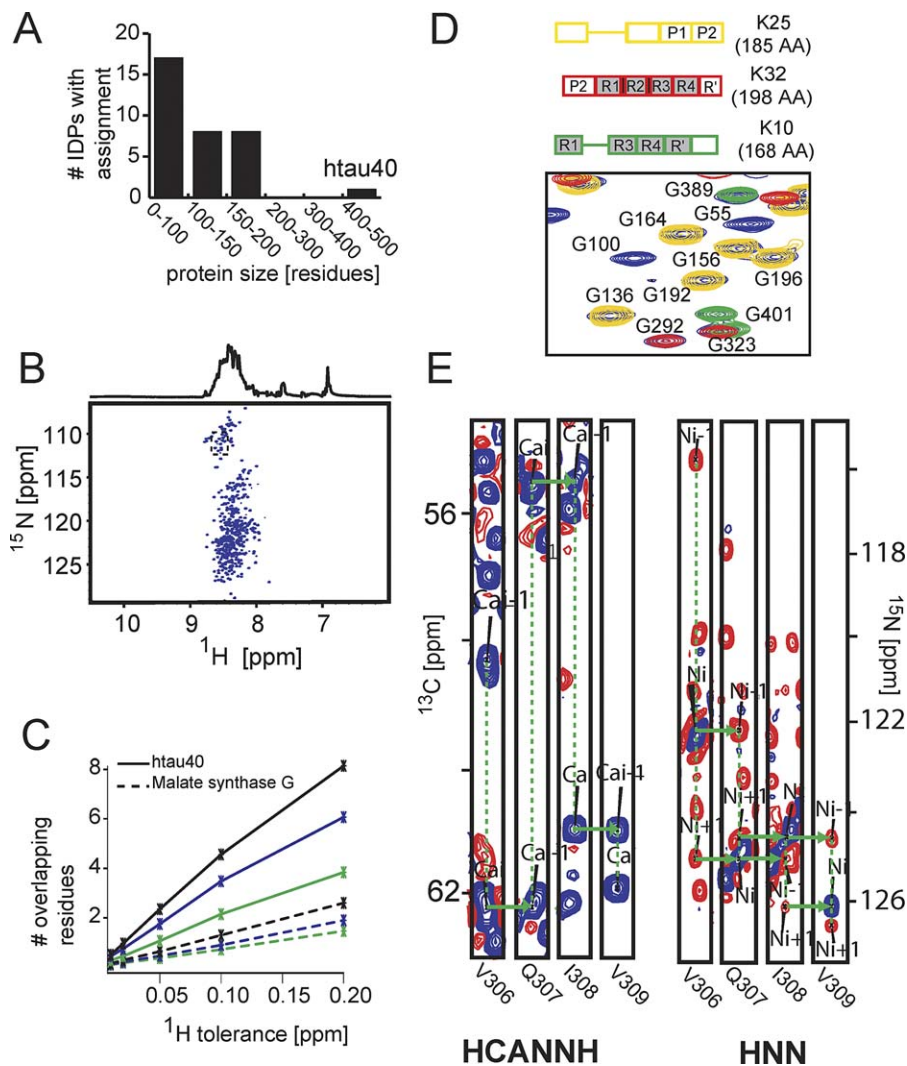 A
20
15
10
5
0
# IDPs with
assignment
htau40
0-100
100-150
150-200
200-300
300-400
400-500
protein size [residues]
B
110
115
120
125
15N [ppm]
10
9
8
7
1H [ppm]
C
htau40
Malate synthase G
8
6
4
2
# overlapping
residues
0.05
0.10
0.15
0.20
1H tolerance [ppm]
D
P1 P2
K25
(185 AA)
P2 R1 R2 R3 R4 R'
K32
(198 AA)
R1 R3 R4 R'
K10
(168 AA)
G389
G164
G55
G100
G156
G196
G192
G136
G401
G292
G323
E
Cai
Cai-1
Cai-1
Cai
Cai-1
Cai
Cai-1
Cai
56
62
13C [ppm]
V306
Q307
I308
V309
HCANNH
Ni-1
Ni
Ni-1
Ni+1
Ni+1
Ni
Ni-1
Ni
Ni-1
Ni
Ni+1
Ni+1
118
122
126
15N [ppm]
V306
Q307
I308
V309
HNN